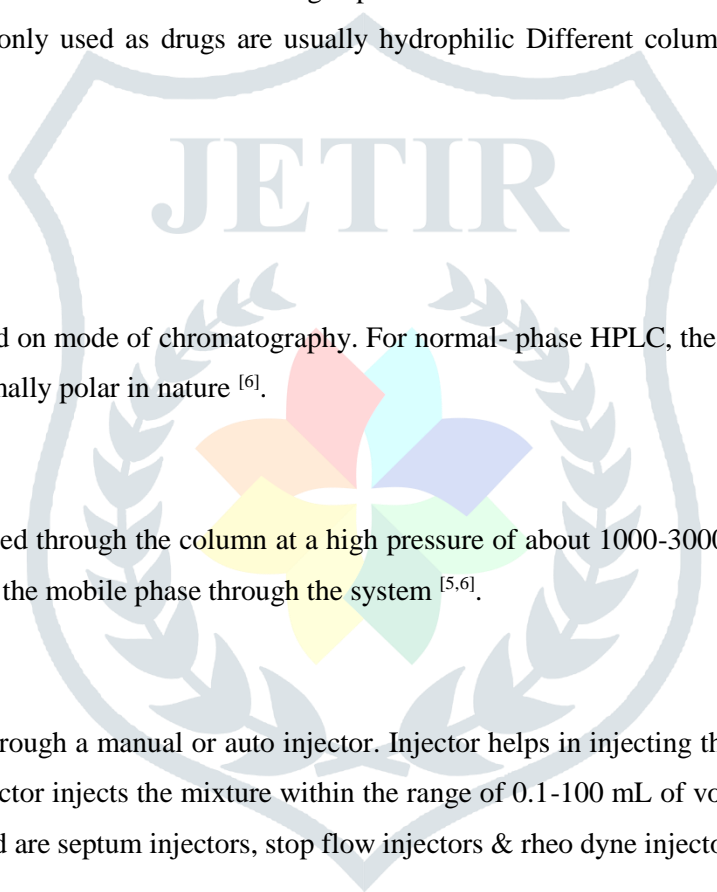 only used as drugs are usually hydrophilic Different colum
JETIR
d on mode of chromatography. For normal- phase HPLC, the
nally polar in nature [6].
ed through the column at a high pressure of about 1000-3000
the mobile phase through the system [5,6].
rough a manual or auto injector. Injector helps in injecting th
ctor injects the mixture within the range of 0.1-100 mL of vo
d are septum injectors, stop flow injectors & rheo dyne injecto